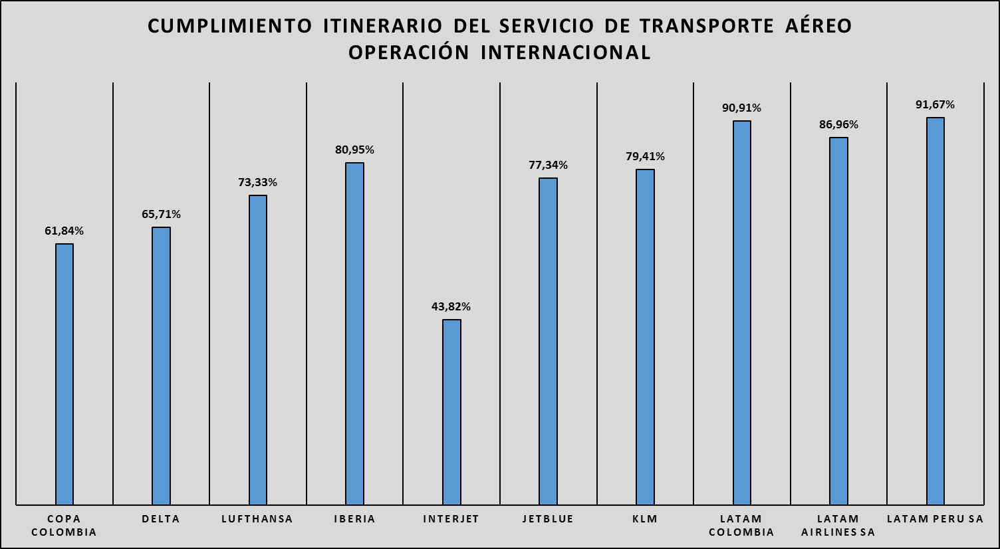 CUMPLIMIENTO ITINERARIO DEL SERVICIO DE TRANSPORTE AÉREO
OPERACIÓN INTERNACIONAL
61,84%
65,71%
73,33%
80,95%
43,82%
77,34%
79,41%
90,91%
86,96%
91,67%
COPA
COLOMBIA
DELTA
LUFTHANSA
IBERIA
INTERJET
JETBLUE
KLM
LATAM
COLOMBIA
LATAM
AIRLINES SA
LATAM PERU SA